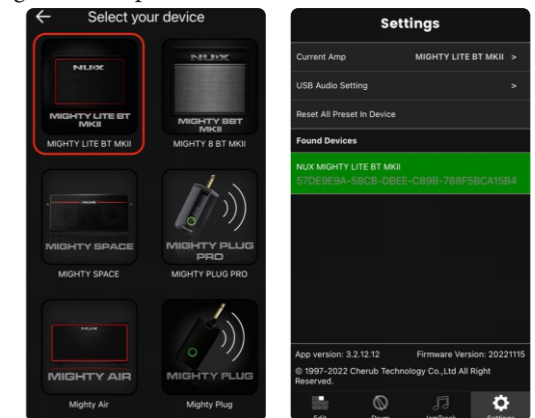 Select your device
NUX
MIGHTY LITE BT
MKII
MIGHTY LITE BT MKII
NUX
MIGHTY 8BT
MKII
MIGHTY 8 BT MKII
MIGHTY SPACE
MIGHTY SPACE
MIGHTY PLUG
PRO
MIGHTY PLUG PRO
NUX
MIGHTY AIR
Mighty Air
MIGHTY PLUG
Mighty Plug
Settings
Current Amp MIGHTY LITE BT MKII >
USB Audio Setting >
Reset All Preset In Device
Found Devices
NUX MIGHTY LITE BT MKII
57DE9E9A-58CB-DBEE-C89B-7B8F5BCA15B4
App version: 3.2.12.12 Firmware Version: 20221115
© 1997-2022 Cherub Technology Co.,Ltd All Right
Reserved.